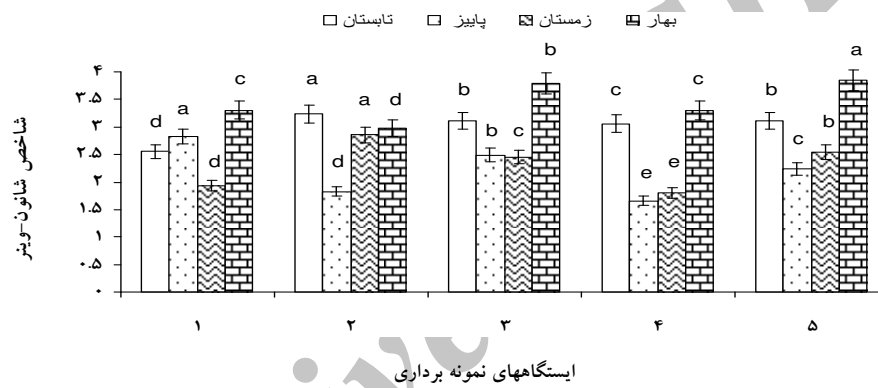 تابستان پاییز زمستان بهار
شاخص شانون-وینر
۴
۳.۵
۳
۲.۵
۲
۱.۵
۱
۰.۵
۰
d a d c
a d a d
b b c b
c e e c
b c b a
۱ ۲ ۳ ۴ ۵
ایستگاههای نمونه برداری